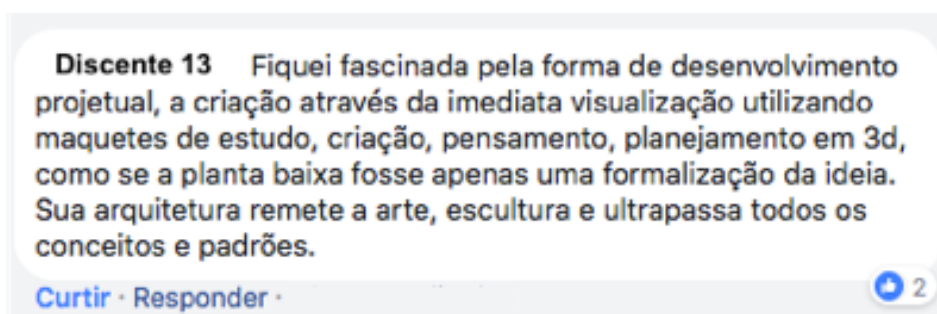 Discente 13 Fiquei fascinada pela forma de desenvolvimento
projetual, a criação através da imediata visualização utilizando
maquetes de estudo, criação, pensamento, planejamento em 3d,
como se a planta baixa fosse apenas uma formalização da ideia.
Sua arquitetura remete a arte, escultura e ultrapassa todos os
conceitos e padrões.
Curtir · Responder · 2